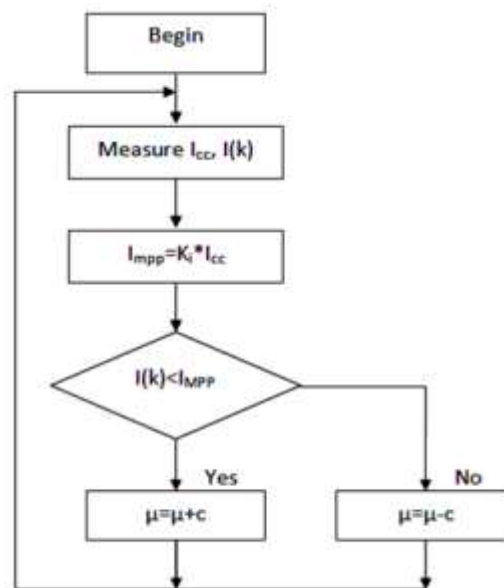 Begin
Measure I_cc, I(k)
I_mpp=K_i*I_cc
I(k)<I_MPP
Yes
No
μ=μ+c
μ=μ-c